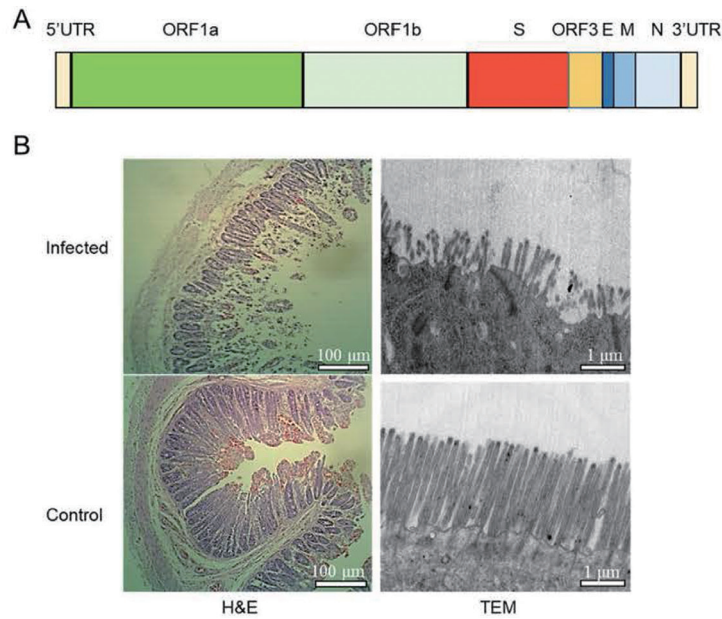 A
5'UTR ORF1a ORF1b S ORF3 E M N 3'UTR
B
Infected
100 μm
1 μm
Control
100 μm
1 μm
H&E TEM